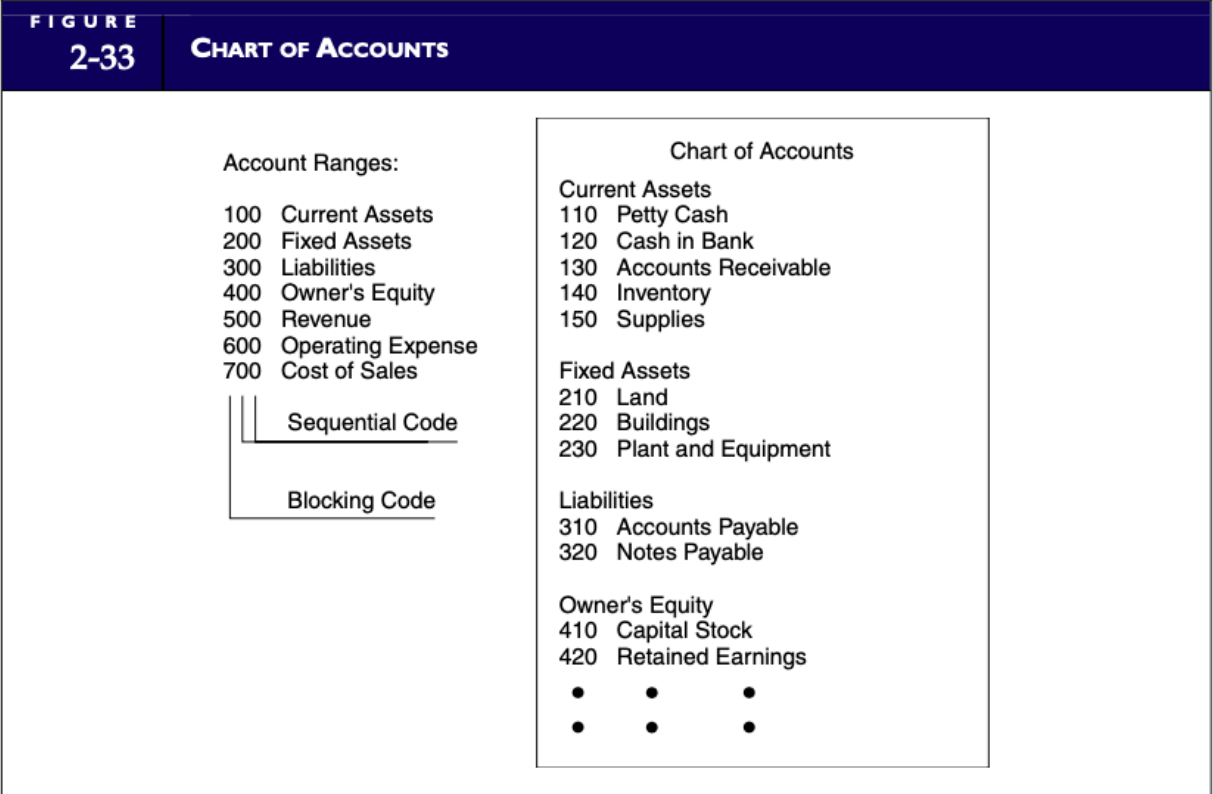 FIGURE
2-33
CHART OF ACCOUNTS
Account Ranges:
100 Current Assets
200 Fixed Assets
300 Liabilities
400 Owner's Equity
500 Revenue
600 Operating Expense
700 Cost of Sales
Sequential Code
Blocking Code
Chart of Accounts
Current Assets
110 Petty Cash
120 Cash in Bank
130 Accounts Receivable
140 Inventory
150 Supplies
Fixed Assets
210 Land
220 Buildings
230 Plant and Equipment
Liabilities
310 Accounts Payable
320 Notes Payable
Owner's Equity
410 Capital Stock
420 Retained Earnings